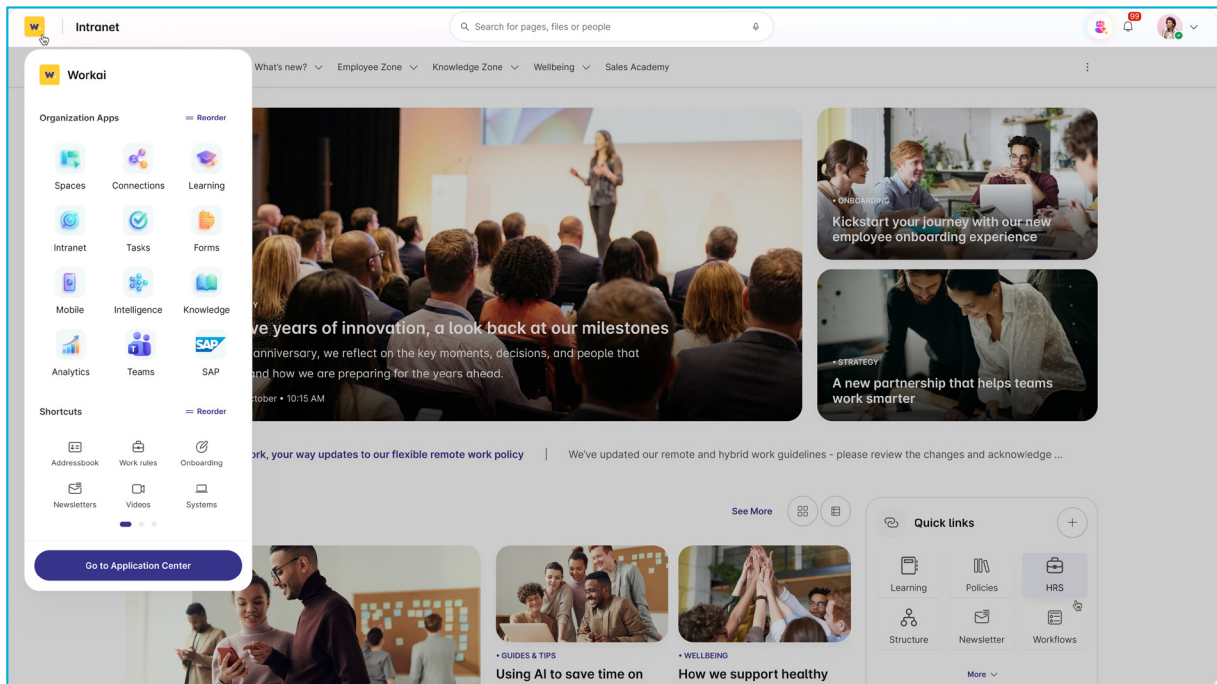 w
Intranet
Search for pages, files or people
99
w Workai
What's new?
Employee Zone
Knowledge Zone
Wellbeing
Sales Academy
Organization Apps
Reorder
Spaces
Connections
Learning
Intranet
Tasks
Forms
Mobile
Intelligence
Knowledge
Analytics
Teams
SAP
SAP
Shortcuts
Reorder
Addressbook
Work rules
Onboarding
Newsletters
Videos
Systems
Go to Application Center
years of innovation, a look back at our milestones
anniversary, we reflect on the key moments, decisions, and people that
and how we are preparing for the years ahead.
• 10:15 AM
• ONBOARDING
Kickstart your journey with our new
employee onboarding experience
• STRATEGY
A new partnership that helps teams
work smarter
your way updates to our flexible remote work policy
We've updated our remote and hybrid work guidelines - please review the changes and acknowledge ...
See More
Quick links
Learning
Policies
HRS
Structure
Newsletter
Workflows
More
• GUIDES & TIPS
Using AI to save time on
• WELLBEING
How we support healthy